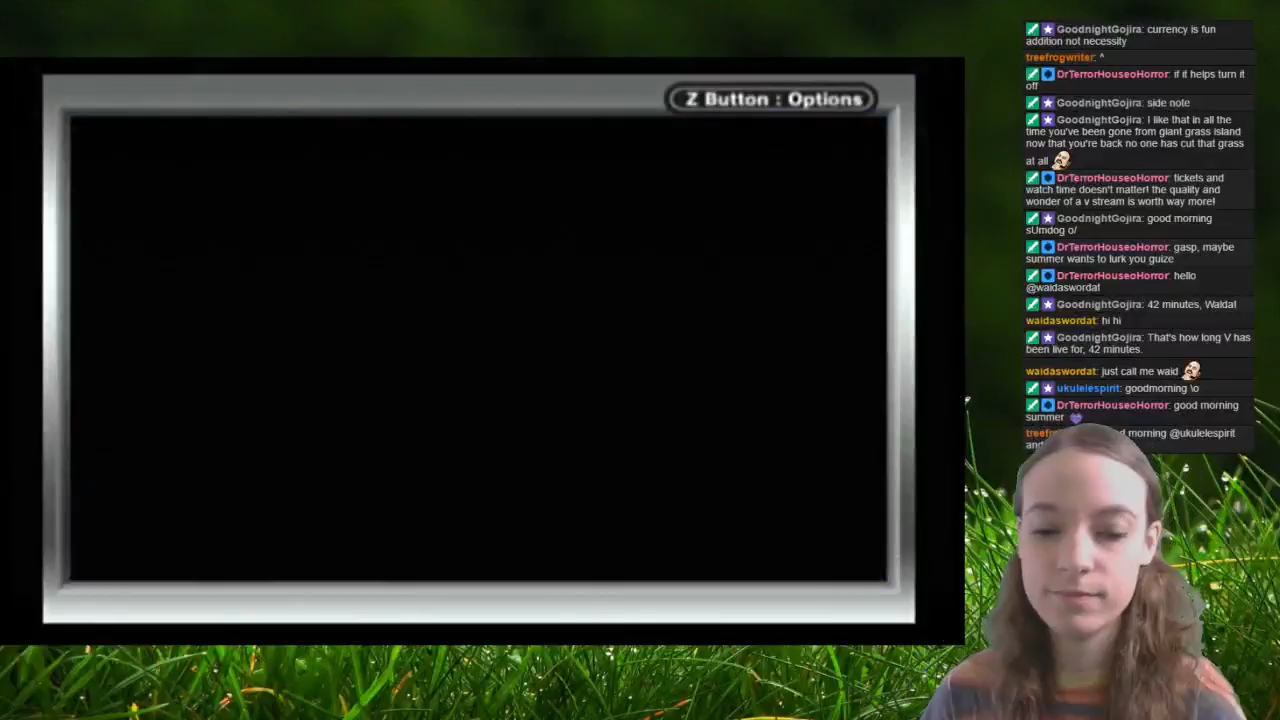 Z Button : Options
GoodnightGojira: currency is fun
addition not necessity
treefrogwriter: ^
DrTerrorHouseoHorror: if it helps turn it
off
GoodnightGojira: side note
GoodnightGojira: I like that in all the
time you've been gone from giant grass island
now that you're back no one has cut that grass
at all
DrTerrorHouseoHorror: tickets and
watch time doesn't matter! the quality and
wonder of a v stream is worth way more!
GoodnightGojira: good morning
sUmdog o/
DrTerrorHouseoHorror: gasp, maybe
summer wants to lurk you guize
DrTerrorHouseoHorror: hello
@waidaswordat
GoodnightGojira: 42 minutes, Walda!
waidaswordat: hi hi
GoodnightGojira: That's how long V has
been live for, 42 minutes.
waidaswordat: just call me waid
ukulelespirit: goodmorning \o
DrTerrorHouseoHorror: good morning
summer
morning @ukulelespirit